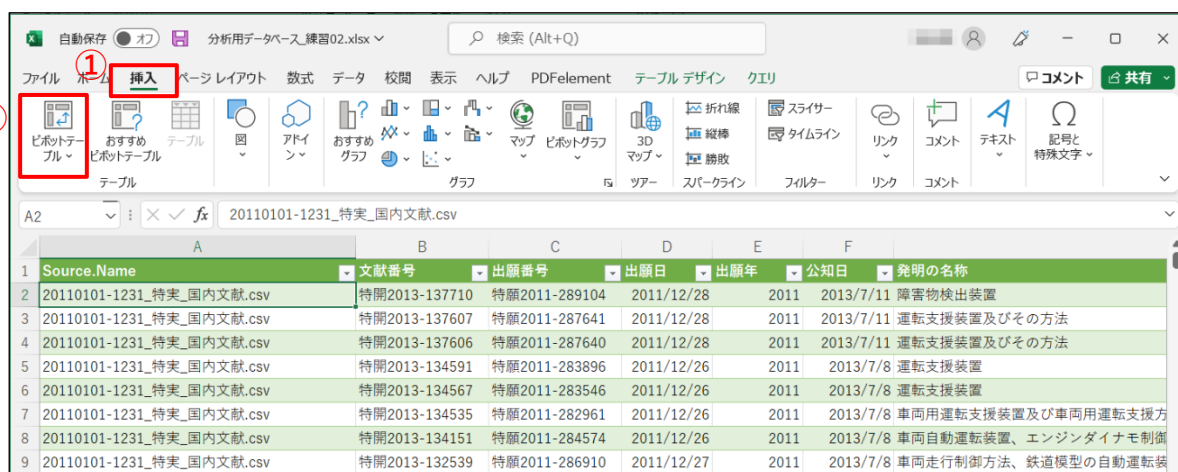 自動保存 オフ 分析用データベース_練習02.xlsx 検索 (Alt+Q)
①
ファイル ホーム 挿入 ページ レイアウト 数式 データ 校閲 表示 ヘルプ PDFelement テーブル デザイン クエリ コメント 共有
ピボットテーブル おすすめピボットテーブル テーブル 図 アドイン おすすめグラフ マップ ピボットグラフ 3Dマップ 折れ線 縦棒 勝敗 スライサー タイムライン リンク コメント テキスト 記号と特殊文字
テーブル グラフ ツアー スパークライン フィルター リンク コメント
A2 fx 20110101-1231_特実_国内文献.csv
A B C D E F
1 Source.Name 文献番号 出願番号 出願日 出願年 公知日 発明の名称
2 20110101-1231_特実_国内文献.csv 特開2013-137710 特願2011-289104 2011/12/28 2011 2013/7/11 障害物検出装置
3 20110101-1231_特実_国内文献.csv 特開2013-137607 特願2011-287641 2011/12/28 2011 2013/7/11 運転支援装置及びその方法
4 20110101-1231_特実_国内文献.csv 特開2013-137606 特願2011-287640 2011/12/28 2011 2013/7/11 運転支援装置及びその方法
5 20110101-1231_特実_国内文献.csv 特開2013-134591 特願2011-283896 2011/12/26 2011 2013/7/8 運転支援装置
6 20110101-1231_特実_国内文献.csv 特開2013-134567 特願2011-283546 2011/12/26 2011 2013/7/8 運転支援装置
7 20110101-1231_特実_国内文献.csv 特開2013-134535 特願2011-282961 2011/12/26 2011 2013/7/8 車両用運転支援装置及び車両用運転支援方
8 20110101-1231_特実_国内文献.csv 特開2013-134151 特願2011-284574 2011/12/26 2011 2013/7/8 車両自動運転装置、エンジンダイナモ制御
9 20110101-1231_特実_国内文献.csv 特開2013-132539 特願2011-286910 2011/12/27 2011 2013/7/8 車両走行制御方法、鉄道模型の自動運転装